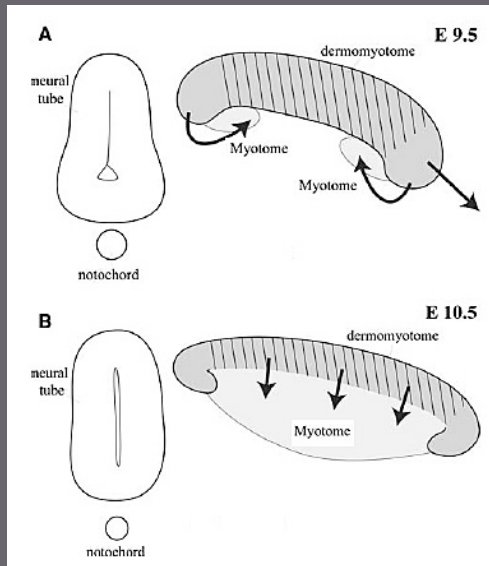 A
E 9.5
dermomyotome
neural
tube
Myotome
Myotome
notochord
B
E 10.5
dermomyotome
neural
tube
Myotome
notochord